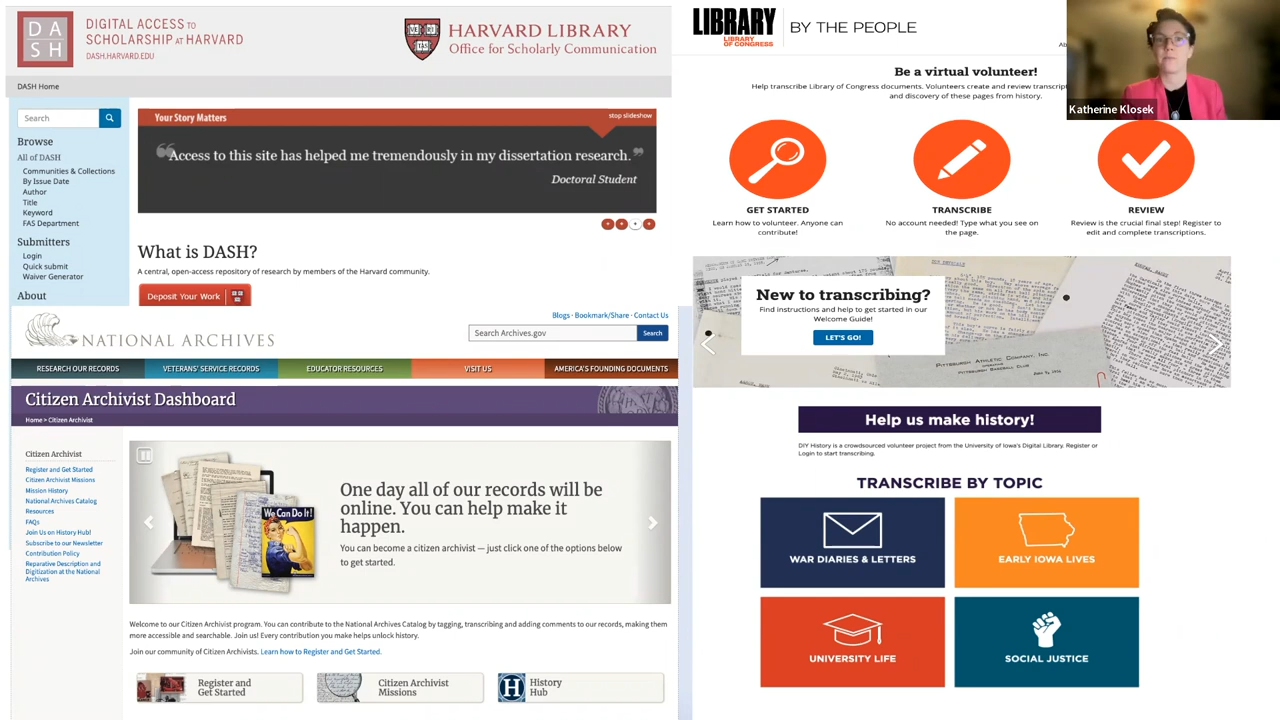 DA
SH
DIGITAL ACCESS TO
SCHOLARSHIP AT HARVARD
DASH.HARVARD.EDU
HARVARD LIBRARY
Office for Scholarly Communication
DASH Home
Search
Browse
All of DASH
Communities & Collections
By Issue Date
Author
Title
Keyword
FAS Department
Submitters
Login
Quick submit
Waiver Generator
About
Your Story Matters
stop slideshow
“Access to this site has helped me tremendously in my dissertation research.”
Doctoral Student
What is DASH?
A central, open-access repository of research by members of the Harvard community.
Deposit Your Work
LIBRARY
LIBRARY
OF CONGRESS
BY THE PEOPLE
Katherine Klosek
Be a virtual volunteer!
Help transcribe Library of Congress documents. Volunteers create and review transcript
and discovery of these pages from history.
GET STARTED
Learn how to volunteer. Anyone can
contribute!
TRANSCRIBE
No account needed! Type what you see on
the page.
REVIEW
Review is the crucial final step! Register to
edit and complete transcriptions.
New to transcribing?
Find instructions and help to get started in our
Welcome Guide!
LET'S GO!
PITTSBURGH ATHLETIC COMPANY, INC.
PITTSBURGH BASEBALL CLUB
Blogs · Bookmark/Share · Contact Us
NATIONAL ARCHIVES
Search Archives.gov
Search
RESEARCH OUR RECORDS
VETERANS' SERVICE RECORDS
EDUCATOR RESOURCES
VISIT US
AMERICA'S FOUNDING DOCUMENTS
Citizen Archivist Dashboard
Home > Citizen Archivist
Citizen Archivist
Register and Get Started
Citizen Archivist Missions
Mission History
National Archives Catalog
Resources
FAQs
Join Us on History Hub!
Subscribe to our Newsletter
Contribution Policy
Reparative Description and
Digitization at the National
Archives
We Can Do It!
One day all of our records will be
online. You can help make it
happen.
You can become a citizen archivist — just click one of the options below
to get started.
Welcome to our Citizen Archivist program. You can contribute to the National Archives Catalog by tagging, transcribing and adding comments to our records, making them
more accessible and searchable. Join us! Every contribution you make helps unlock history.
Join our community of Citizen Archivists. Learn how to Register and Get Started.
Register and
Get Started
Citizen Archivist
Missions
H
History
Hub
Help us make history!
DIY History is a crowdsourced volunteer project from the University of Iowa's Digital Library. Register or
Login to start transcribing.
TRANSCRIBE BY TOPIC
WAR DIARIES & LETTERS
EARLY IOWA LIVES
UNIVERSITY LIFE
SOCIAL JUSTICE